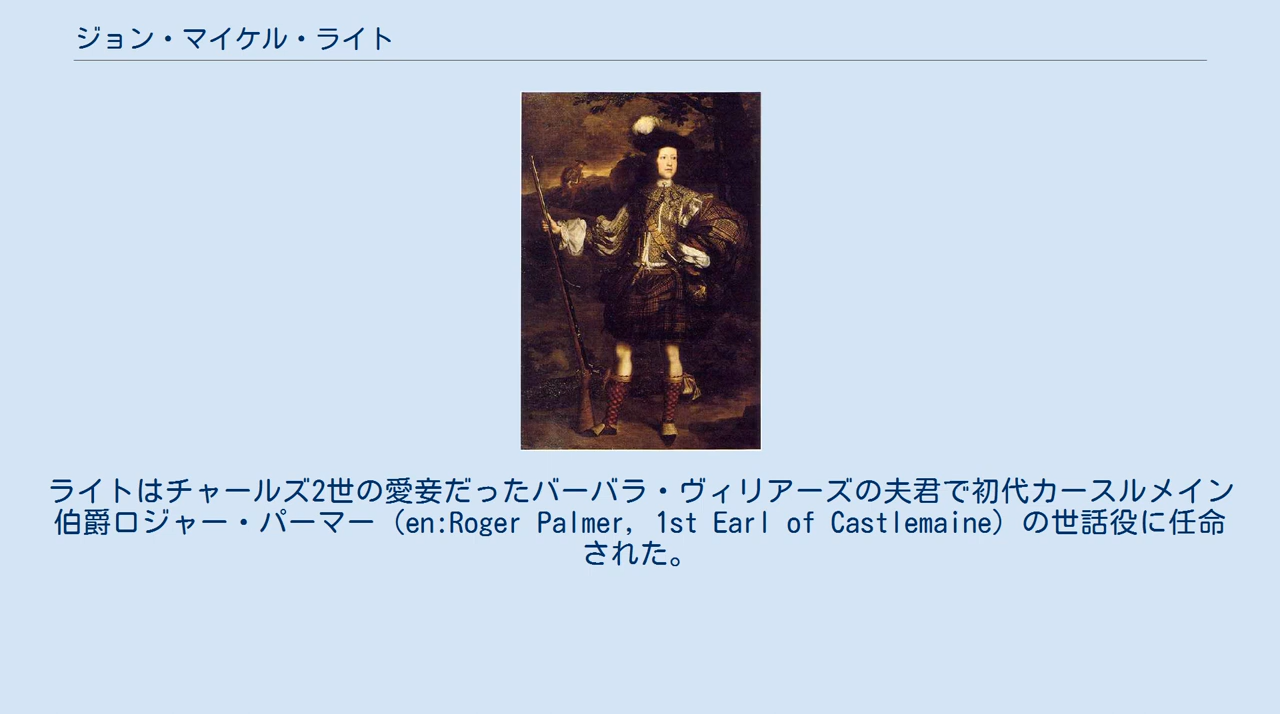 ジョン・マイケル・ライト
ライトはチャールズ2世の愛妾だったバーバラ・ヴィリアーズの夫君で初代カースルメイン
伯爵ロジャー・パーマー（en:Roger Palmer, 1st Earl of Castlemaine）の世話役に任命
された。